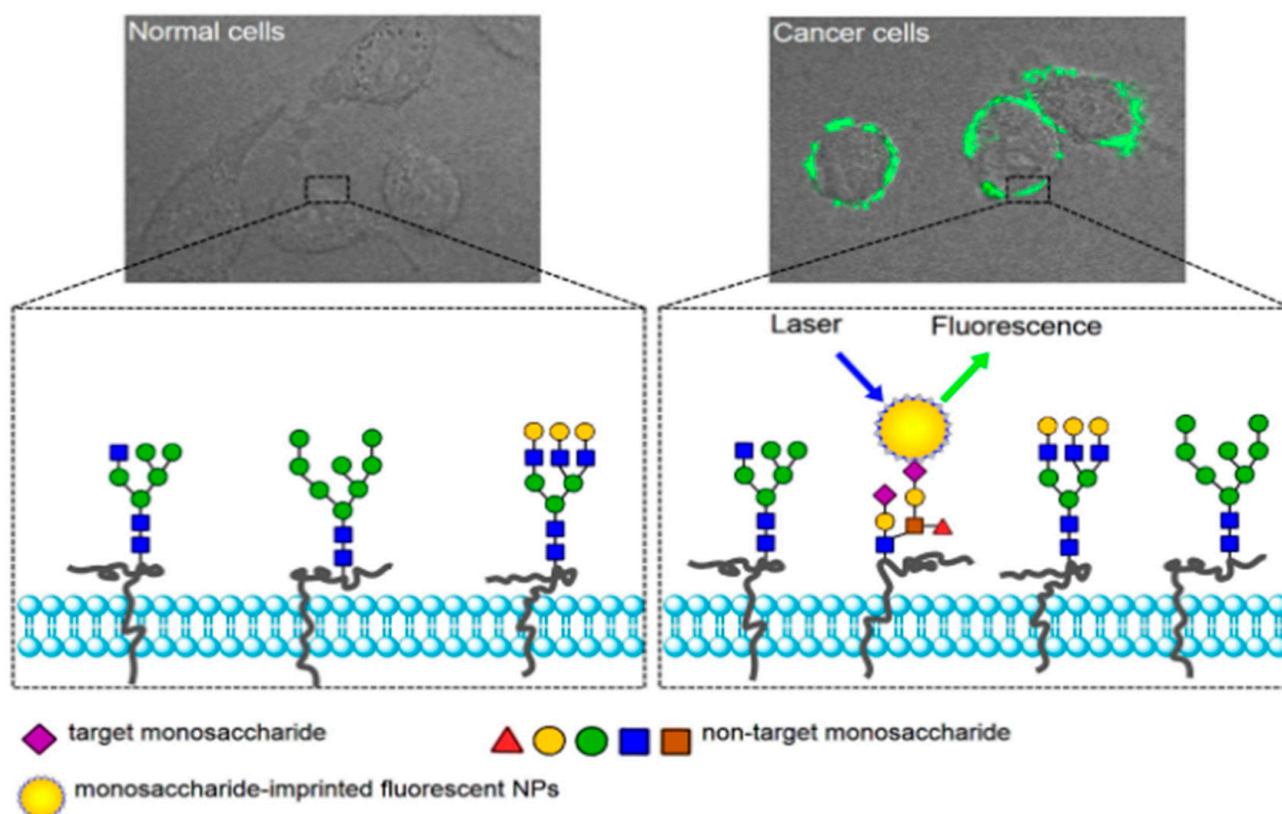 Normal cells
Cancer cells
Laser
Fluorescence
target monosaccharide
non-target monosaccharide
monosaccharide-imprinted fluorescent NPs